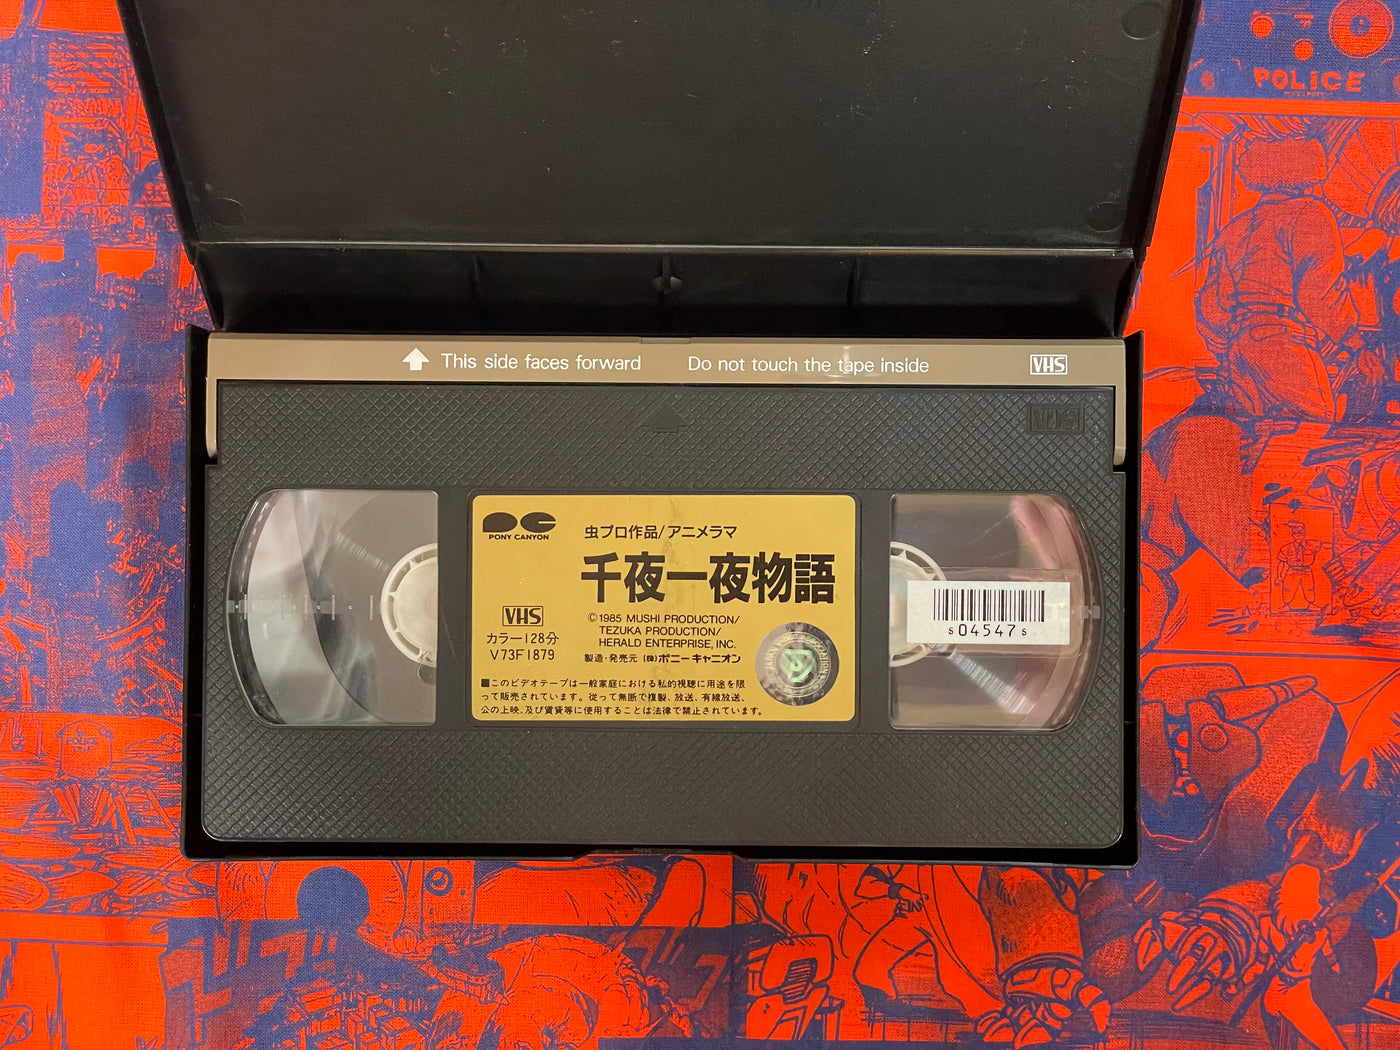 POLICE
This side faces forward
Do not touch the tape inside
VHS
VHS
PONY CANYON
虫プロ作品/アニメラマ
千夜一夜物語
VHS
カラー128分
V73F1879
©1985 MUSHI PRODUCTION/
TEZUKA PRODUCTION/
HERALD ENTERPRISE, INC.
製造・発売元 (株)ポニーキャニオン
■このビデオテープは一般家庭における私的視聴に用途を限
って販売されています。従って無断で複製、放送、有線放送、
公の上映、及び賃貸等に使用することは法律で禁止されています。
S04547S